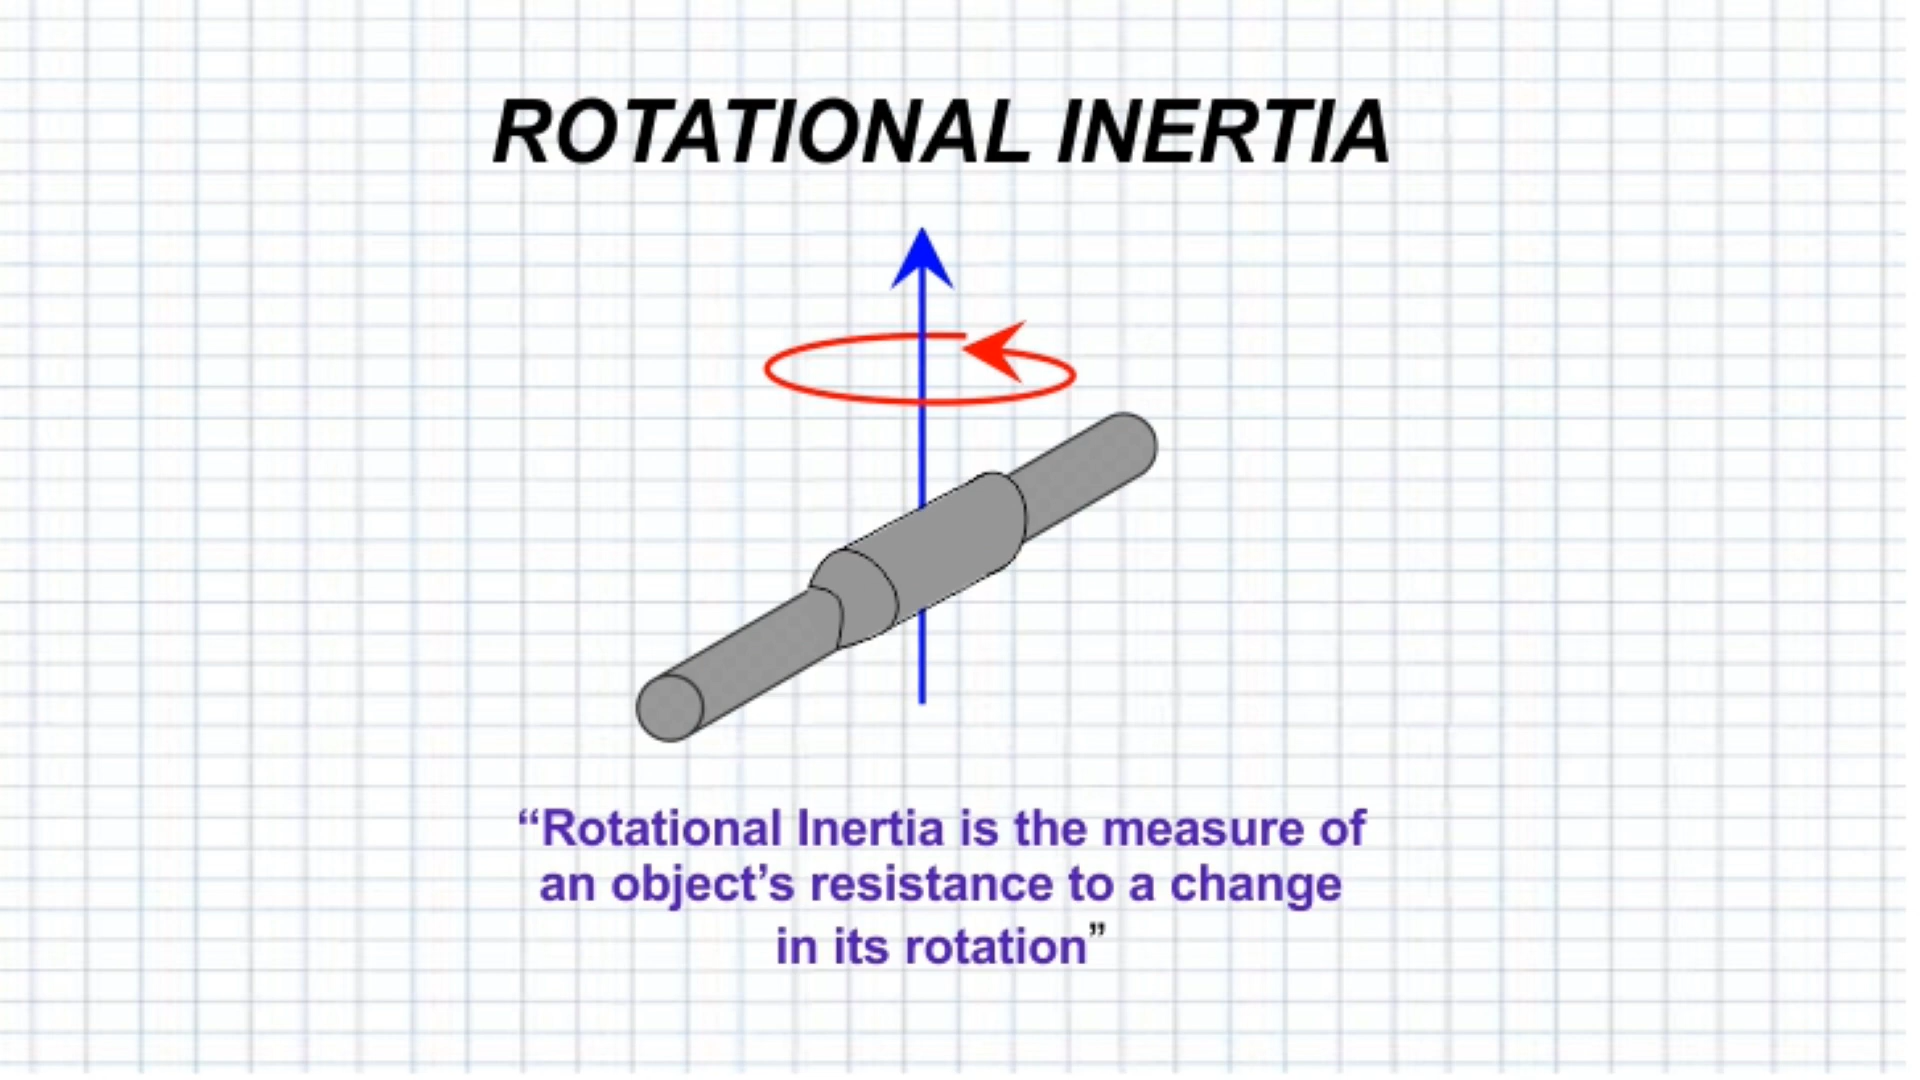 ROTATIONAL INERTIA
“Rotational Inertia is the measure of
an object’s resistance to a change
in its rotation”